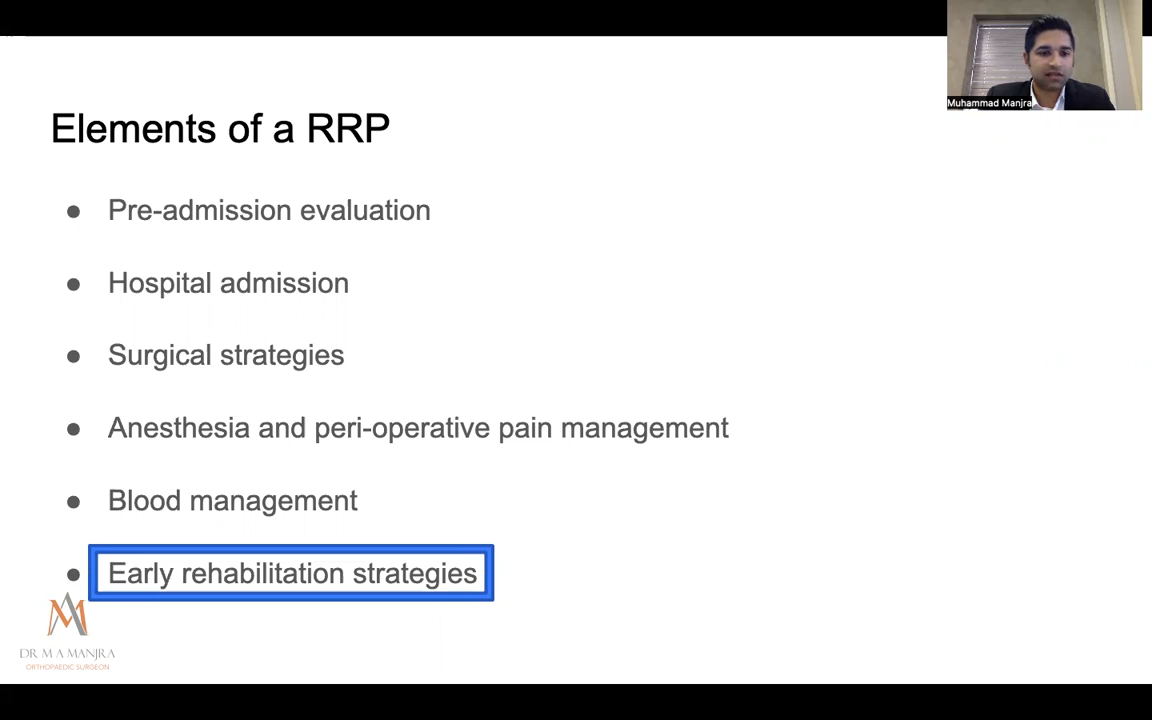 Muhammad Manjra
Elements of a RRP
Pre-admission evaluation
Hospital admission
Surgical strategies
Anesthesia and peri-operative pain management
Blood management
Early rehabilitation strategies
DR M A MANJRA
ORTHOPAEDIC SURGEON